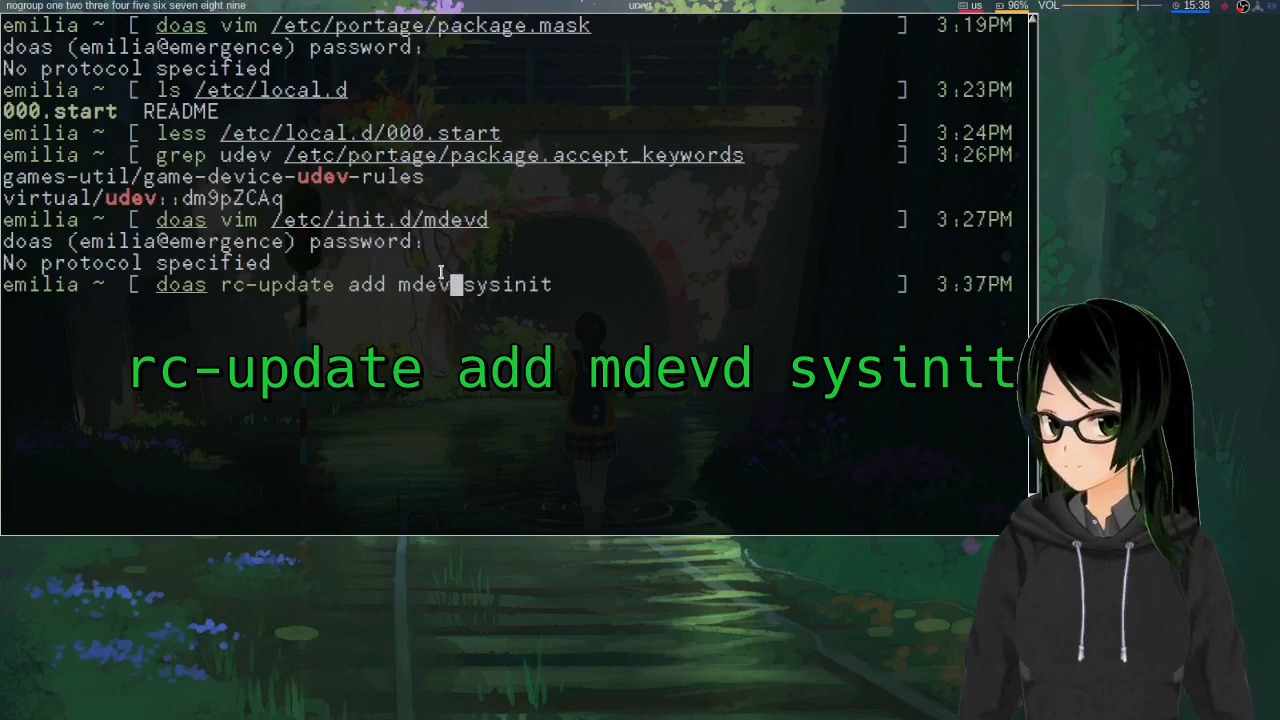 nogroup one two three four five six seven eight nine urxvt us 96% VOL 15:38
emilia ~ [ doas vim /etc/portage/package.mask ] 3:19PM
doas (emilia@emergence) password:
No protocol specified
emilia ~ [ ls /etc/local.d ] 3:23PM
000.start README
emilia ~ [ less /etc/local.d/000.start ] 3:24PM
emilia ~ [ grep udev /etc/portage/package.accept_keywords ] 3:26PM
games-util/game-device-udev-rules
virtual/udev::dm9pZCAq
emilia ~ [ doas vim /etc/init.d/mdevd ] 3:27PM
doas (emilia@emergence) password:
No protocol specified
emilia ~ [ doas rc-update add mdev sysinit ] 3:37PM
rc-update add mdevd sysinit